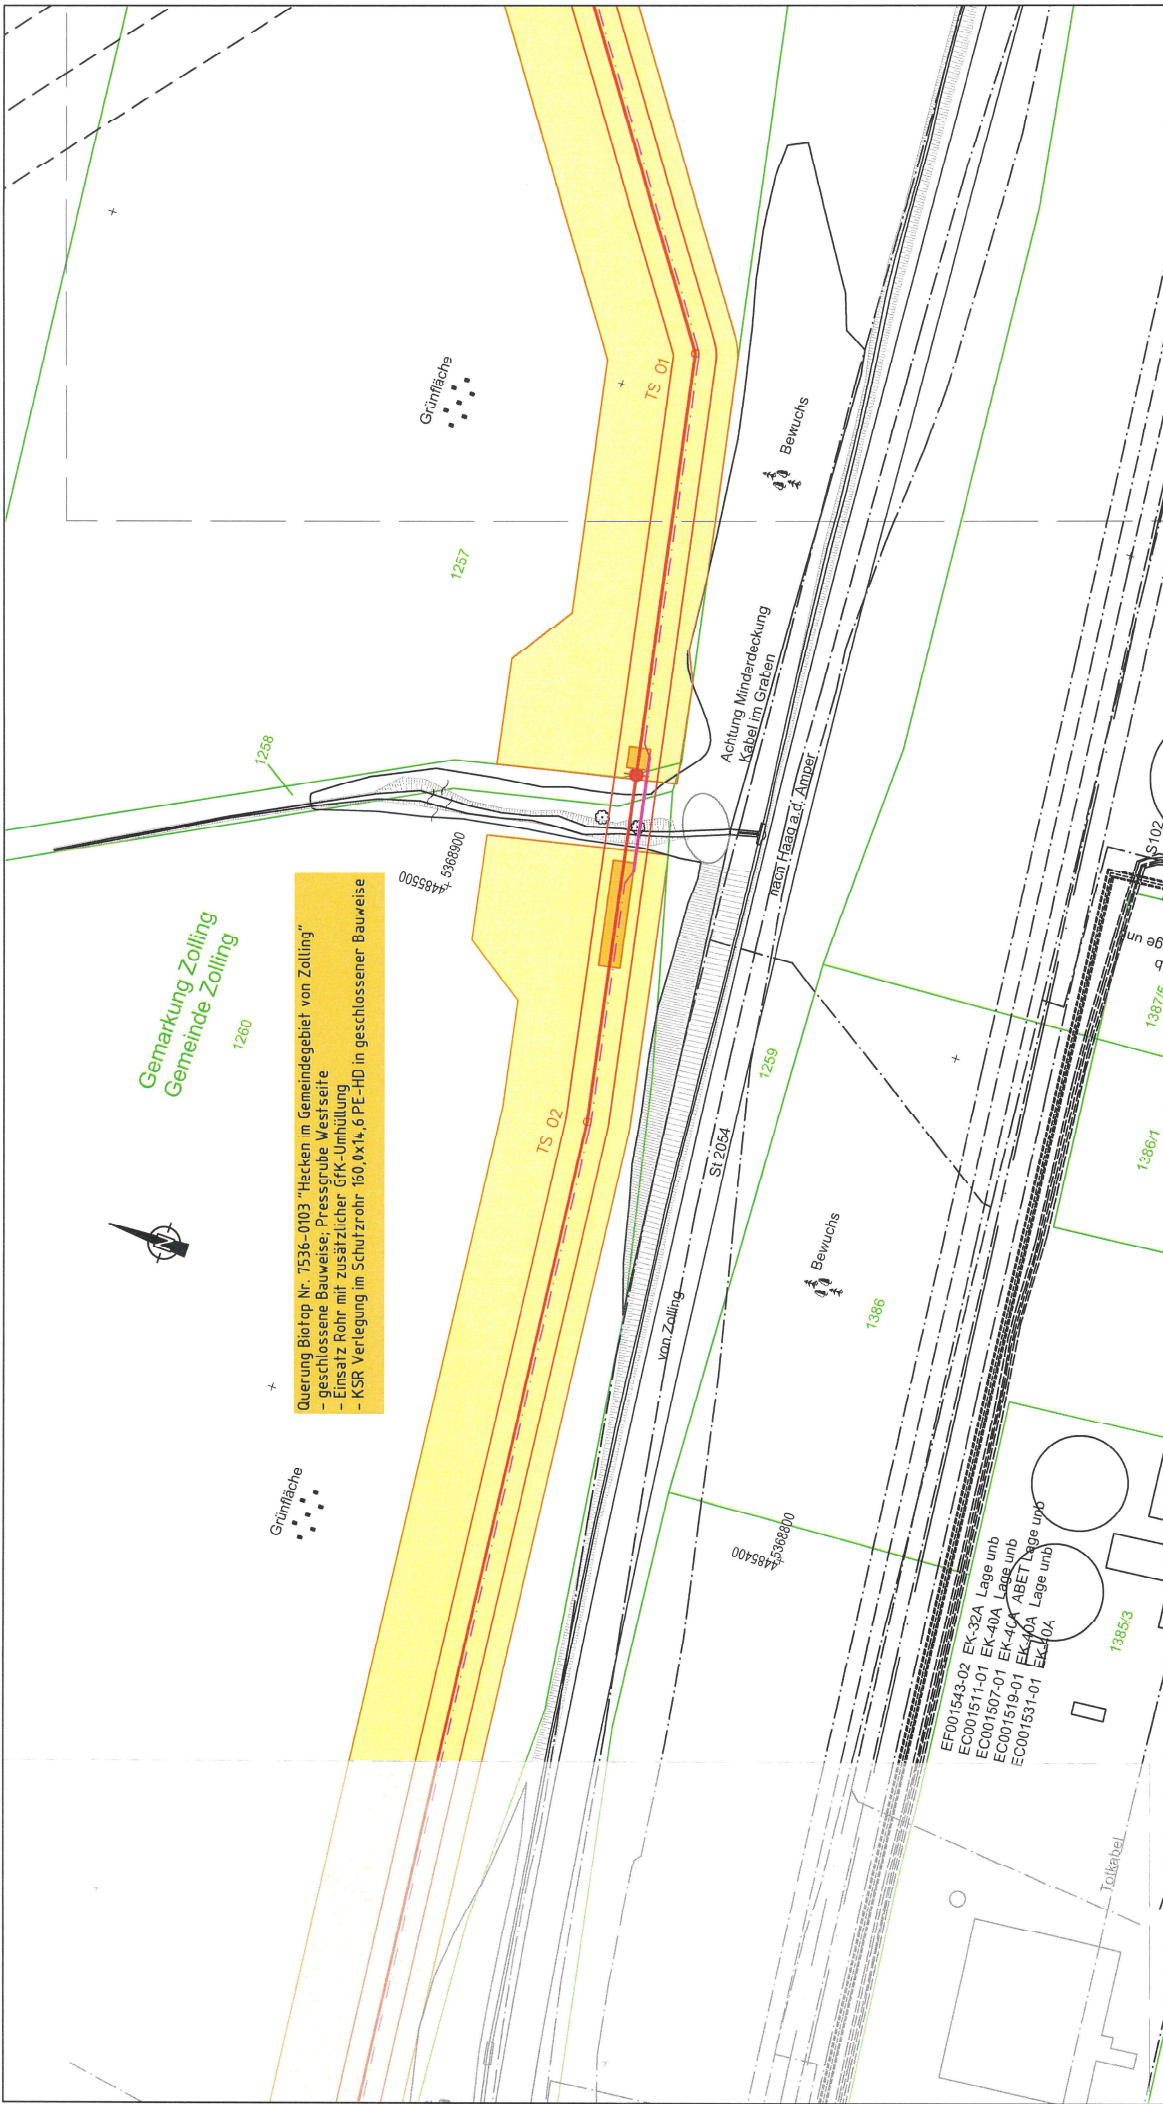 Gemarkung Zolling
Gemeinde Zolling
1260
1258
1257
Grünfläche
Grünfläche
Querung Biotop Nr. 7536-0103 "Hecken im Gemeindegebiet von Zolling"
- geschlossene Bauweise; Pressgrube Westseite
- Einsatz Rohr mit zusätzlicher GfK-Umhüllung
- KSR Verlegung im Schutzrohr 160,0x14,6 PE-HD in geschlossener Bauweise
4485500
5368900
N
TS 02
TS 01
Bewuchs
Achtung Minderdeckung
Kabel im Graben
von Zolling
St 2054
nach Haag a.d. Amper
1259
4485400
5368800
Bewuchs
1386
1386/1
S102
EF001543-02 EK-32A Lage unb
EC001511-01 EK-40A Lage unb
EC001507-01 EK-40A ABET Lage unb
EC001519-01 EK-40A Lage unb
EC001531-01 EK-40A
1385/3
Totkabel